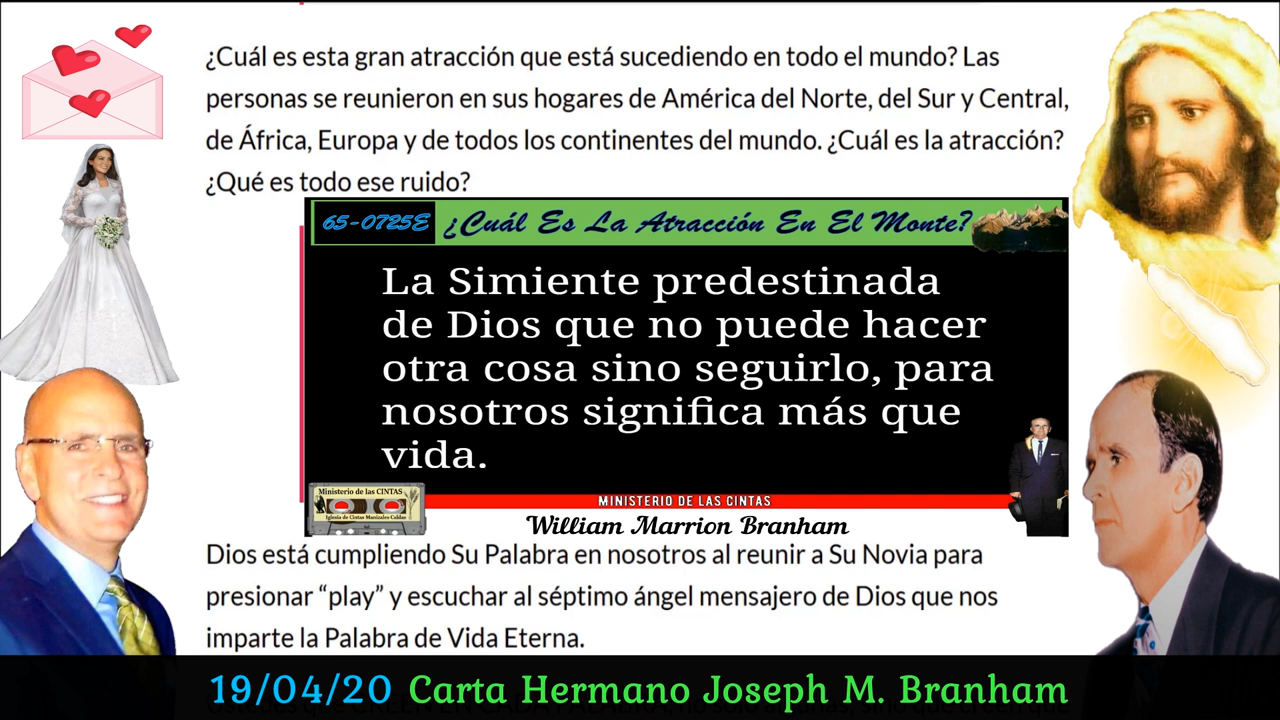 ¿Cuál es esta gran atracción que está sucediendo en todo el mundo? Las
personas se reunieron en sus hogares de América del Norte, del Sur y Central,
de África, Europa y de todos los continentes del mundo. ¿Cuál es la atracción?
¿Qué es todo ese ruido?
65-0725E ¿Cuál Es La Atracción En El Monte?
La Simiente predestinada
de Dios que no puede hacer
otra cosa sino seguirlo, para
nosotros significa más que
vida.
Ministerio de las CINTAS
Iglesia de Cintas Manizales Caldas
MINISTERIO DE LAS CINTAS
William Marrion Branham
Dios está cumpliendo Su Palabra en nosotros al reunir a Su Novia para
presionar “play” y escuchar al séptimo ángel mensajero de Dios que nos
imparte la Palabra de Vida Eterna.
19/04/20 Carta Hermano Joseph M. Branham